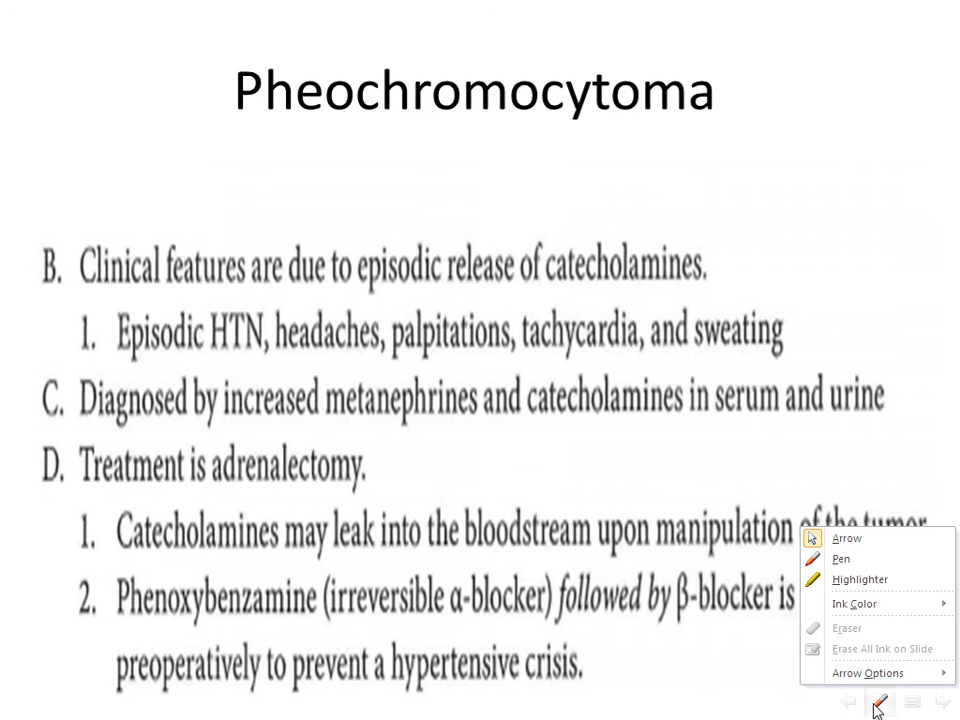 Pheochromocytoma
B. Clinical features are due to episodic release of catecholamines.
1. Episodic HTN, headaches, palpitations, tachycardia, and sweating
C. Diagnosed by increased metanephrines and catecholamines in serum and urine
D. Treatment is adrenalectomy.
1. Catecholamines may leak into the bloodstream upon manipulation of the tumor
2. Phenoxybenzamine (irreversible α-blocker) followed by β-blocker is
preoperatively to prevent a hypertensive crisis.
Arrow
Pen
Highlighter
Ink Color
Eraser
Erase All Ink on Slide
Arrow Options